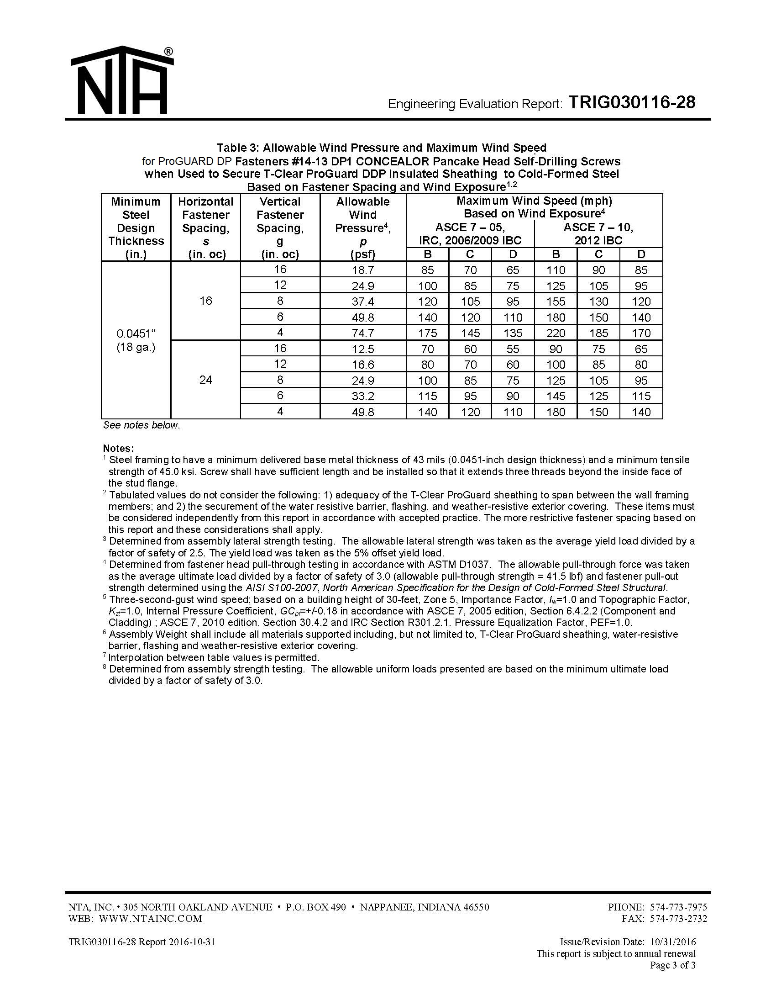 NTA®
Engineering Evaluation Report: TRIG030116-28
Table 3: Allowable Wind Pressure and Maximum Wind Speed
for ProGUARD DP Fasteners #14-13 DP1 CONCEALOR Pancake Head Self-Drilling Screws
when Used to Secure T-Clear ProGuard DDP Insulated Sheathing to Cold-Formed Steel
Based on Fastener Spacing and Wind Exposure1,2
Minimum Steel Design Thickness (in.)
Horizontal Fastener Spacing, s (in. oc)
Vertical Fastener Spacing, g (in. oc)
Allowable Wind Pressure4, p (psf)
Maximum Wind Speed (mph)
Based on Wind Exposure4
ASCE 7 – 05, IRC, 2006/2009 IBC
ASCE 7 – 10, 2012 IBC
B C D B C D
0.0451”
(18 ga.)
16
16 18.7 85 70 65 110 90 85
12 24.9 100 85 75 125 105 95
8 37.4 120 105 95 155 130 120
6 49.8 140 120 110 180 150 140
4 74.7 175 145 135 220 185 170
24
16 12.5 70 60 55 90 75 65
12 16.6 80 70 60 100 85 80
8 24.9 100 85 75 125 105 95
6 33.2 115 95 90 145 125 115
4 49.8 140 120 110 180 150 140
See notes below.
Notes:
1 Steel framing to have a minimum delivered base metal thickness of 43 mils (0.0451-inch design thickness) and a minimum tensile
strength of 45.0 ksi. Screw shall have sufficient length and be installed so that it extends three threads beyond the inside face of
the stud flange.
2 Tabulated values do not consider the following: 1) adequacy of the T-Clear ProGuard sheathing to span between the wall framing
members; and 2) the securement of the water resistive barrier, flashing, and weather-resistive exterior covering. These items must
be considered independently from this report in accordance with accepted practice. The more restrictive fastener spacing based on
this report and these considerations shall apply.
3 Determined from assembly lateral strength testing. The allowable lateral strength was taken as the average yield load divided by a
factor of safety of 2.5. The yield load was taken as the 5% offset yield load.
4 Determined from fastener head pull-through testing in accordance with ASTM D1037. The allowable pull-through force was taken
as the average ultimate load divided by a factor of safety of 3.0 (allowable pull-through strength = 41.5 lbf) and fastener pull-out
strength determined using the AISI S100-2007, North American Specification for the Design of Cold-Formed Steel Structural.
5 Three-second-gust wind speed; based on a building height of 30-feet, Zone 5, Importance Factor, Iw=1.0 and Topographic Factor,
Kzt=1.0, Internal Pressure Coefficient, GCpi=+/-0.18 in accordance with ASCE 7, 2005 edition, Section 6.4.2.2 (Component and
Cladding) ; ASCE 7, 2010 edition, Section 30.4.2 and IRC Section R301.2.1. Pressure Equalization Factor, PEF=1.0.
6 Assembly Weight shall include all materials supported including, but not limited to, T-Clear ProGuard sheathing, water-resistive
barrier, flashing and weather-resistive exterior covering.
7 Interpolation between table values is permitted.
8 Determined from assembly strength testing. The allowable uniform loads presented are based on the minimum ultimate load
divided by a factor of safety of 3.0.
NTA, INC. • 305 NORTH OAKLAND AVENUE • P.O. BOX 490 • NAPPANEE, INDIANA 46550 PHONE: 574-773-7975
WEB: WWW.NTAINC.COM FAX: 574-773-2732
TRIG030116-28 Report 2016-10-31 Issue/Revision Date: 10/31/2016
This report is subject to annual renewal
Page 3 of 3